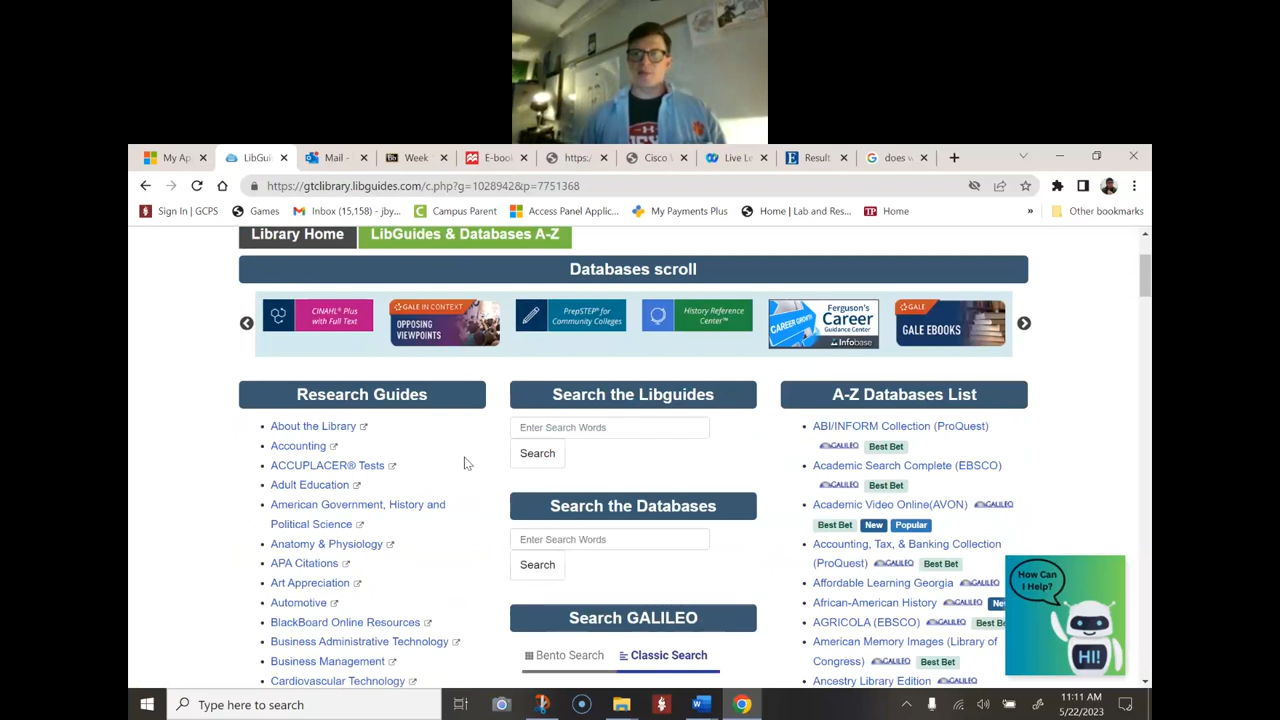 My Ap
LibGui
Mail -
Week
E-book
https:/
Cisco \
Live Le
Result
does w
https://gtclibrary.libguides.com/c.php?g=1028942&p=7751368
Sign In | GCPS
Games
Inbox (15,158) - jby...
Campus Parent
Access Panel Applic...
My Payments Plus
Home | Lab and Res...
TP Home
»
Other bookmarks
Library Home
LibGuides & Databases A-Z
Databases scroll
CINAHL® Plus
with Full Text
GALE IN CONTEXT
OPPOSING
VIEWPOINTS
PrepSTEP® for
Community Colleges
History Reference
Center™
Ferguson's
Career
Guidance Center
CAREER GROWTH
Infobase
GALE
GALE EBOOKS
Research Guides
About the Library
Accounting
ACCUPLACER® Tests
Adult Education
American Government, History and
Political Science
Anatomy & Physiology
APA Citations
Art Appreciation
Automotive
BlackBoard Online Resources
Business Administrative Technology
Business Management
Cardiovascular Technology
Search the Libguides
Enter Search Words
Search
Search the Databases
Enter Search Words
Search
Search GALILEO
Bento Search
Classic Search
A-Z Databases List
ABI/INFORM Collection (ProQuest)
GALILEO Best Bet
Academic Search Complete (EBSCO)
GALILEO Best Bet
Academic Video Online(AVON) GALILEO
Best Bet New Popular
Accounting, Tax, & Banking Collection
(ProQuest) GALILEO Best Bet
Affordable Learning Georgia GALILEO
African-American History GALILEO Ne
AGRICOLA (EBSCO) GALILEO Best Be
American Memory Images (Library of
Congress) GALILEO Best Bet
Ancestry Library Edition GALILEO
How Can
I Help?
HI!
Type here to search
11:11 AM
5/22/2023